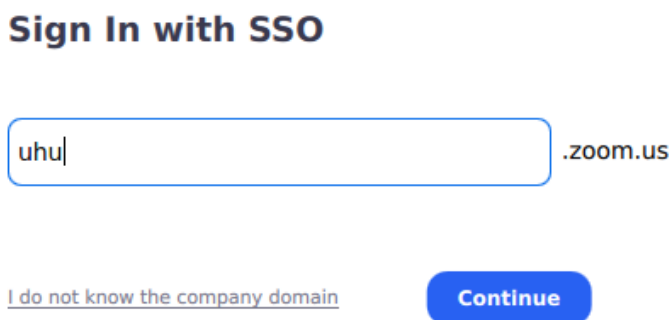 Sign In with SSO
uhu .zoom.us
I do not know the company domain Continue